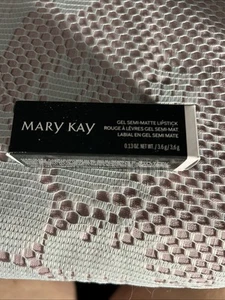 MARY KAY
GEL SEMI-MATTE LIPSTICK
ROUGE À LÈVRES GEL SEMI-MAT
LABIAL EN GEL SEMI MATE
0.13 OZ. NET WT. / 3.6 g / 3,6 g